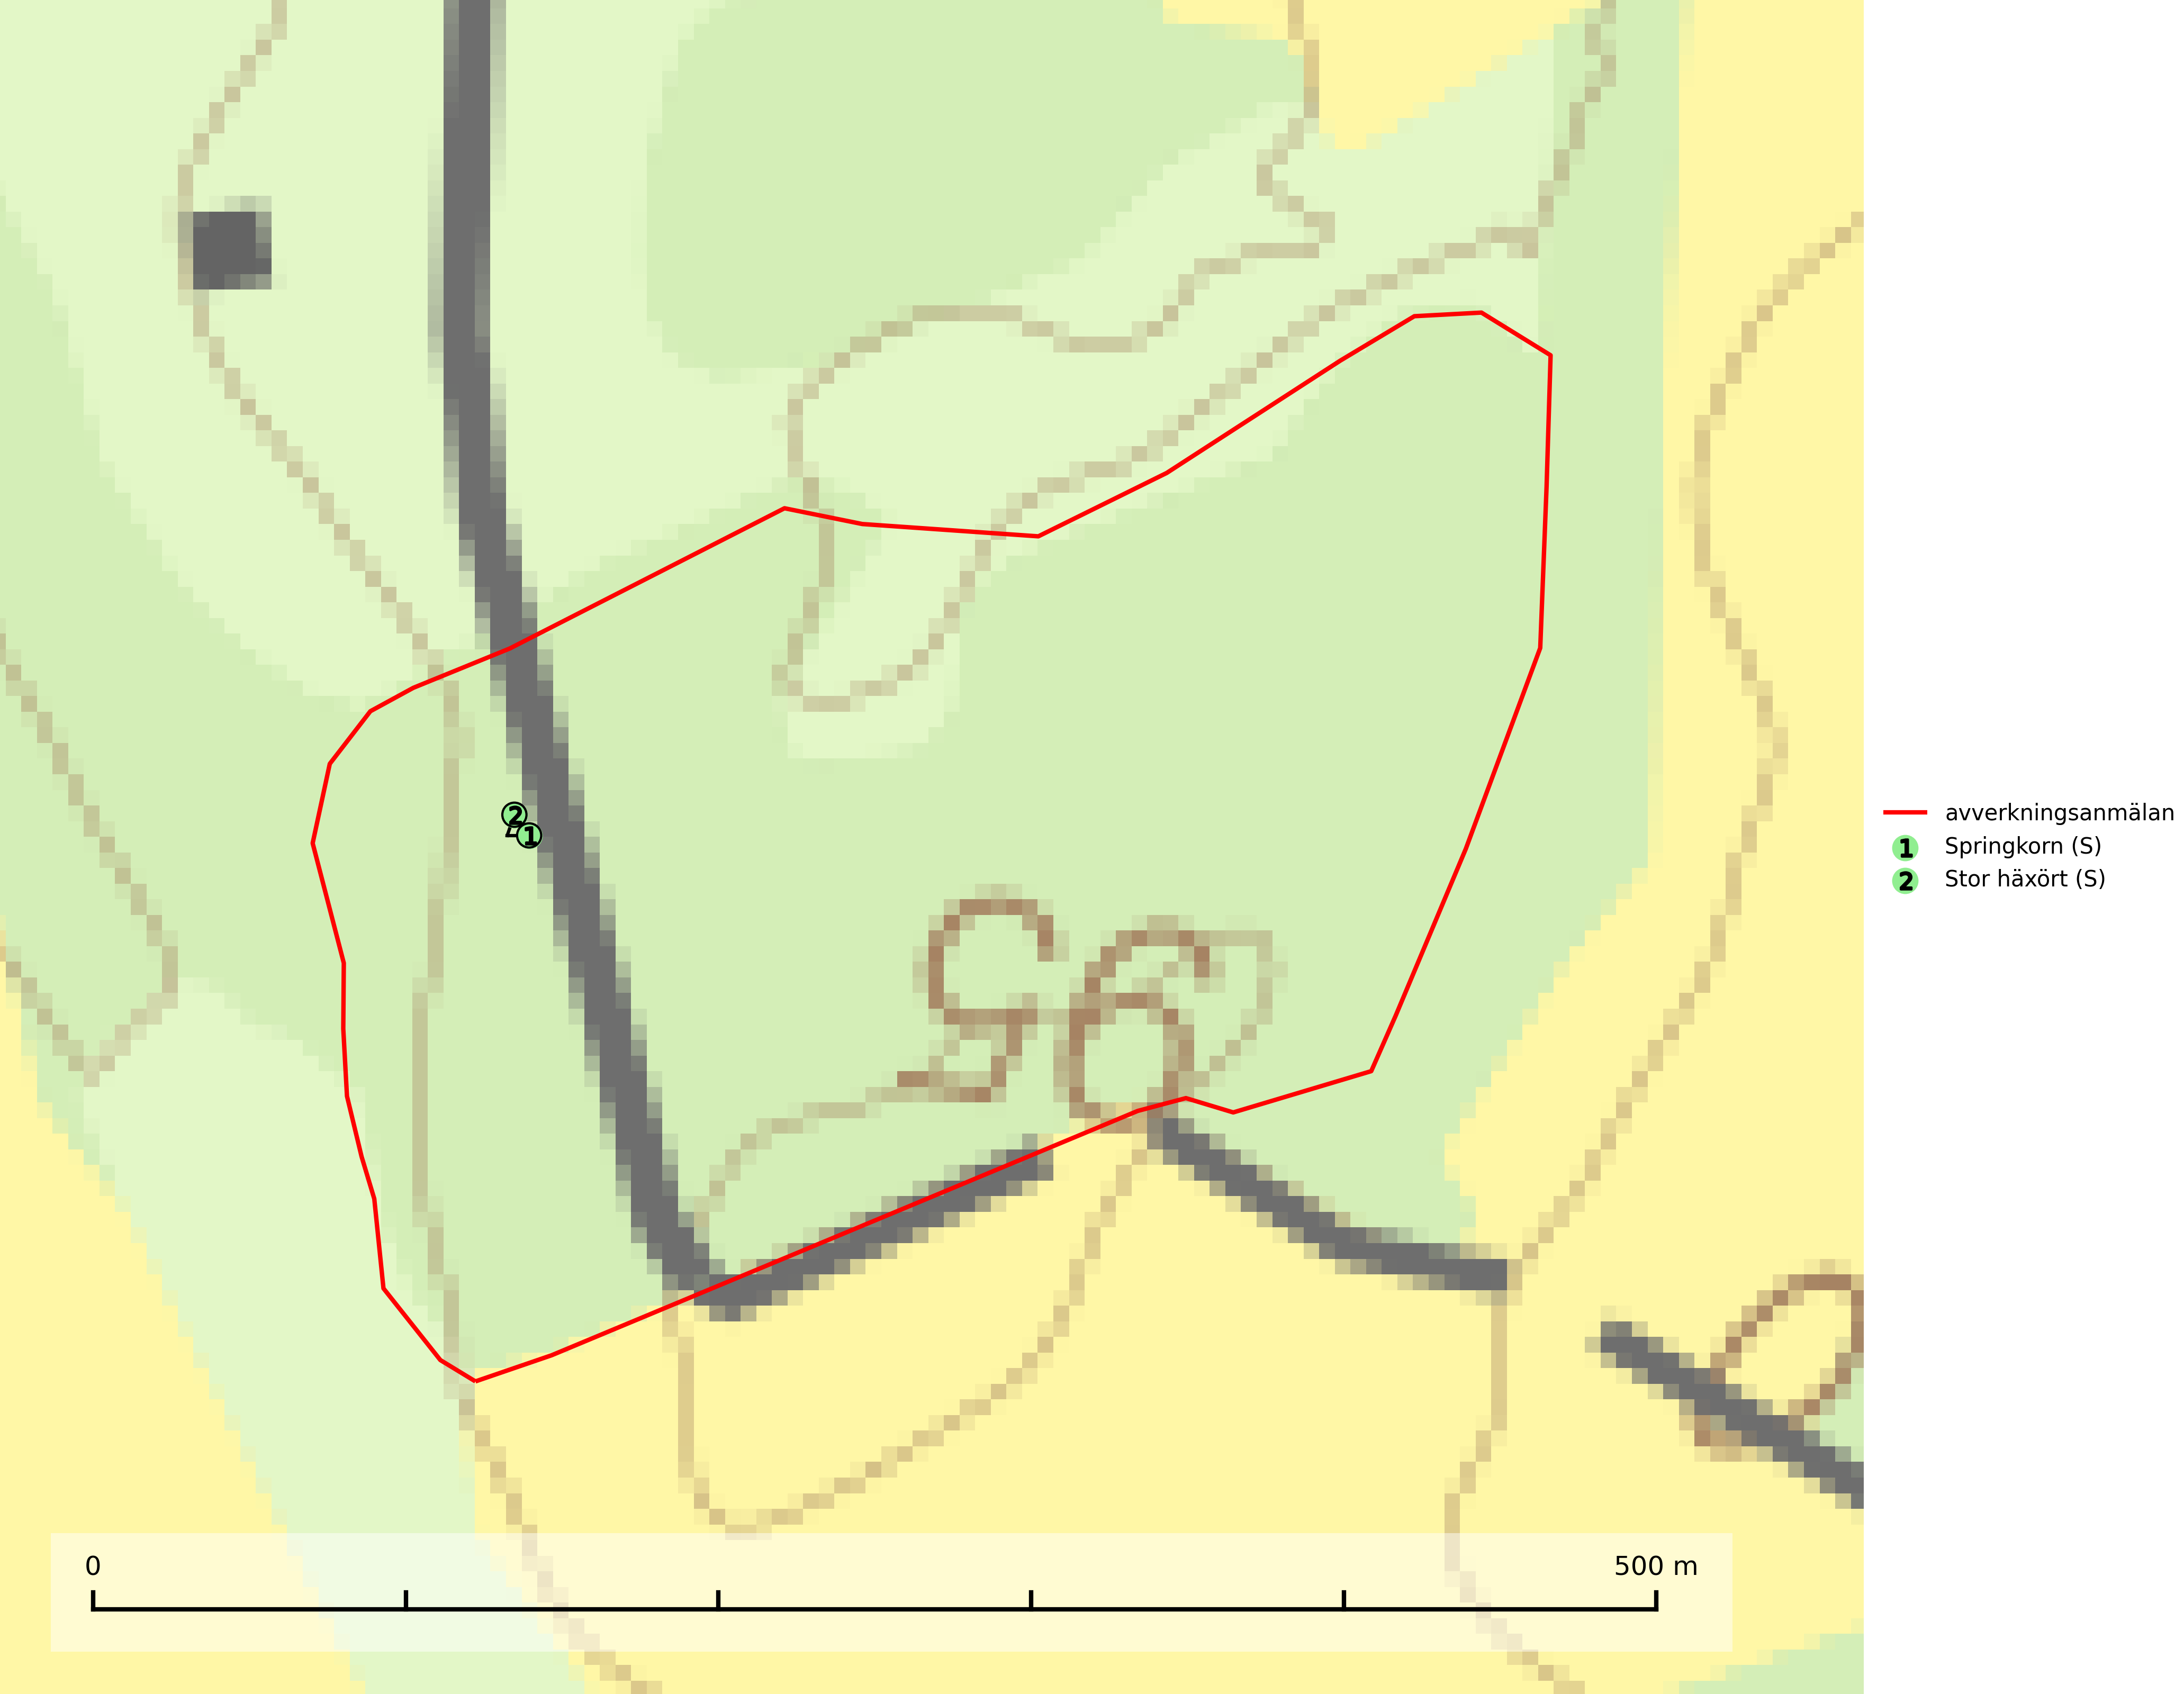 2
1
avverkningsanmälan
1 Springkorn (S)
2 Stor häxört (S)
0 500 m